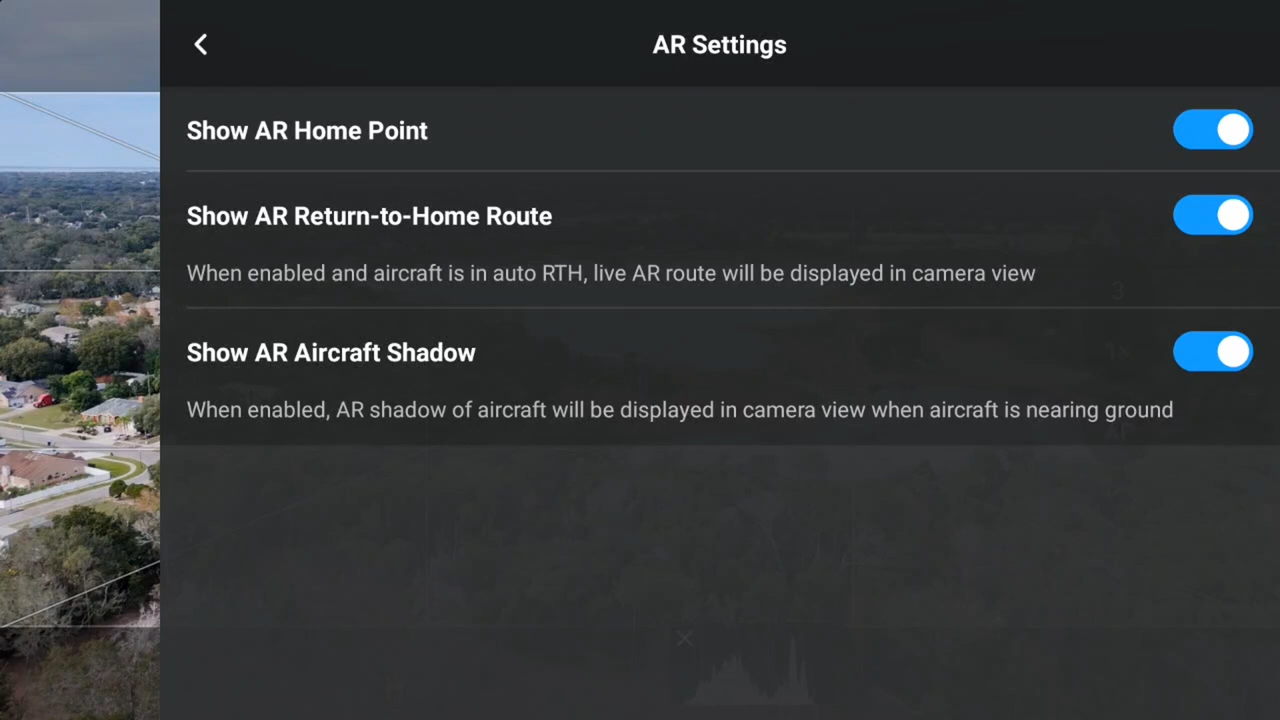 AR Settings
Show AR Home Point
Show AR Return-to-Home Route
When enabled and aircraft is in auto RTH, live AR route will be displayed in camera view
3
Show AR Aircraft Shadow
When enabled, AR shadow of aircraft will be displayed in camera view when aircraft is nearing ground